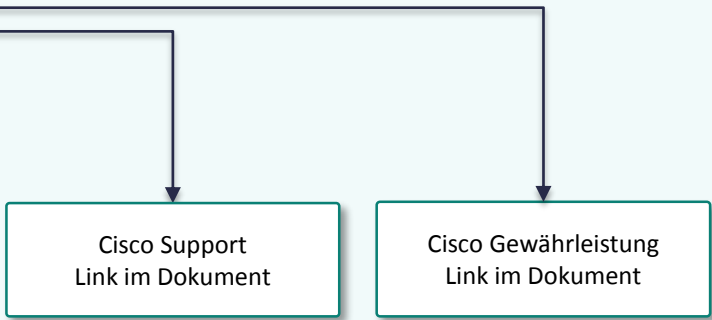 Cisco Support
Link im Dokument
Cisco Gewährleistung
Link im Dokument